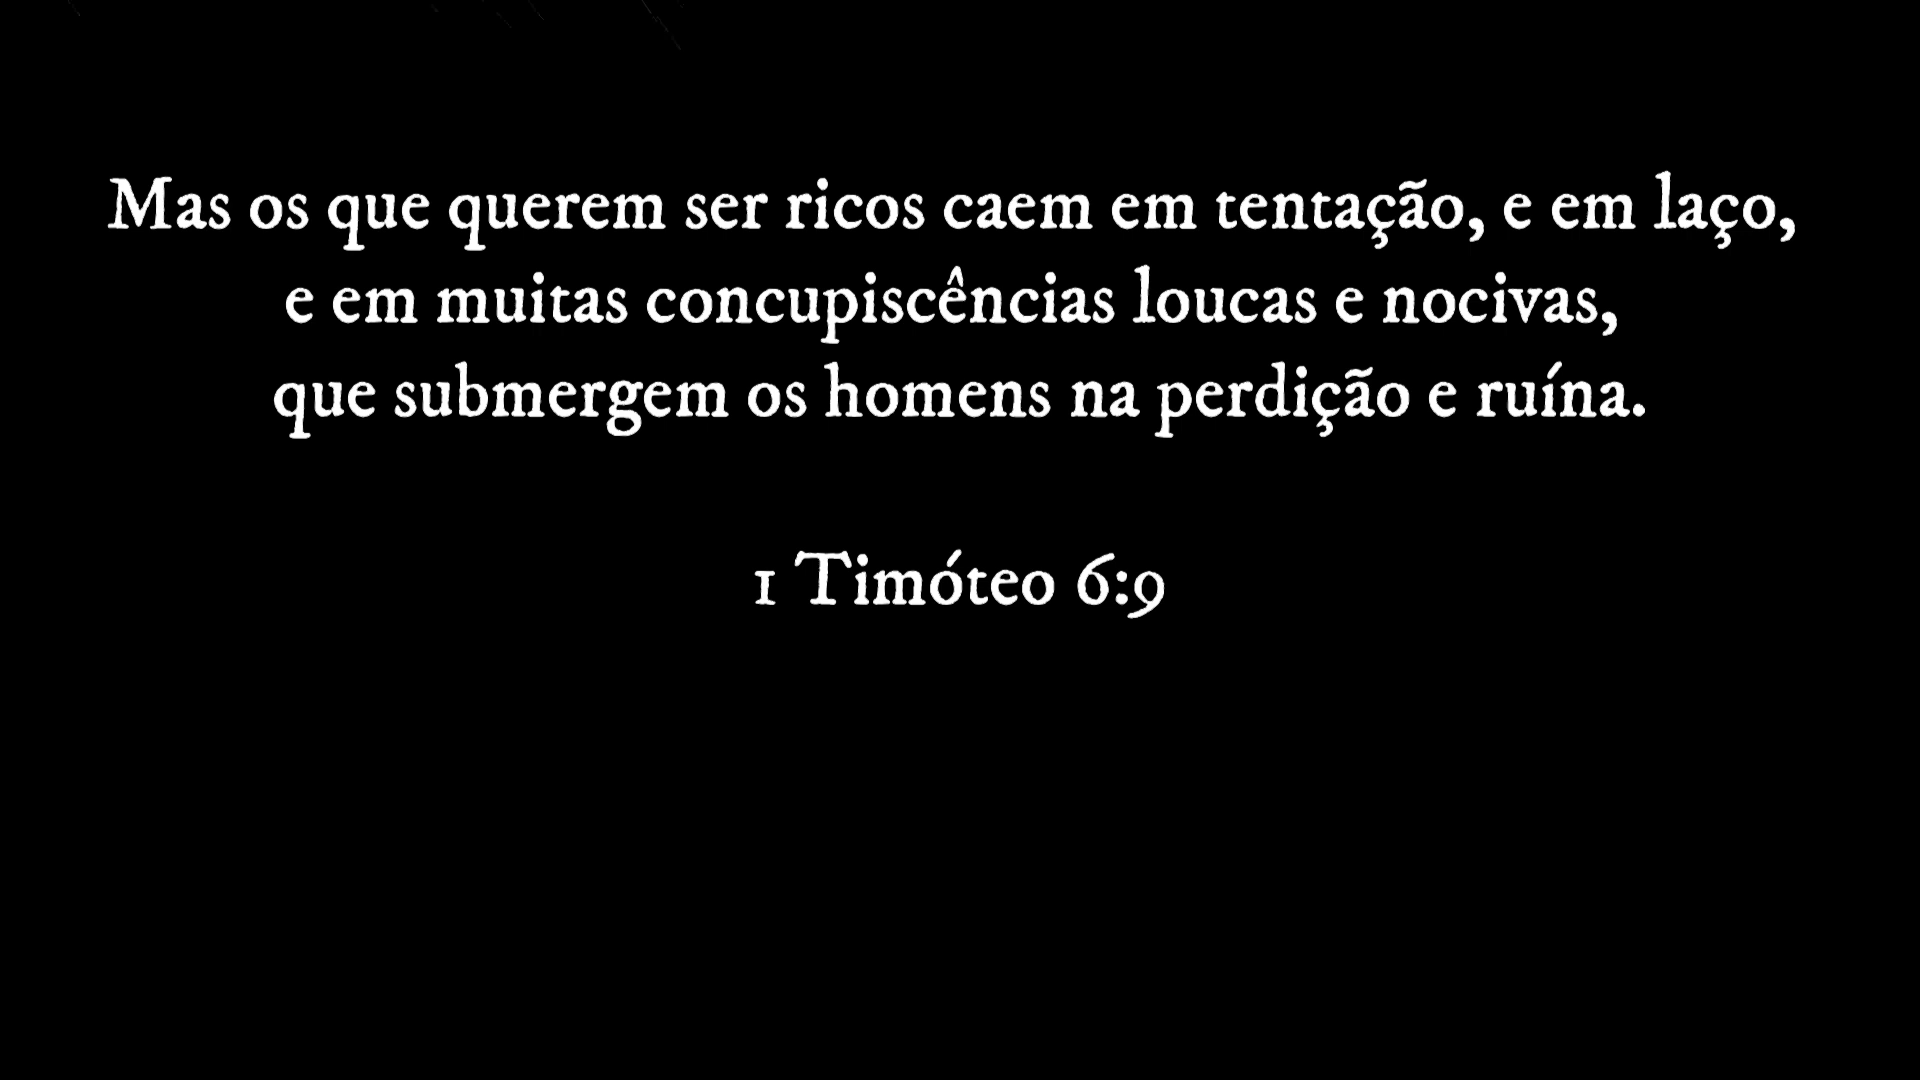 Mas os que querem ser ricos caem em tentação, e em laço,
e em muitas concupiscências loucas e nocivas,
que submergem os homens na perdição e ruína.
1 Timóteo 6:9